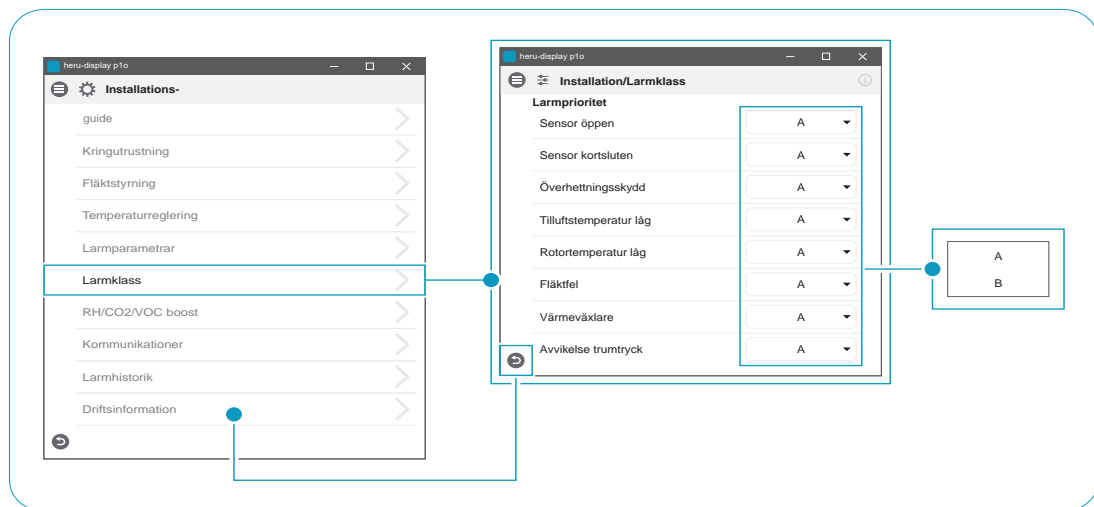 heru-display p1o
Installations-
guide
Kringutrustning
Fläktstyrning
Temperaturreglering
Larmparametrar
Larmklass
RH/CO2/VOC boost
Kommunikationer
Larmhistorik
Driftsinformation
heru-display p1o
Installation/Larmklass
Larmprioritet
Sensor öppen A
Sensor kortsluten A
Överhettningsskydd A
Tilluftstemperatur låg A
Rotortemperatur låg A
Fläktfel A
Värmeväxlare A
Avvikelse trumtryck A
A
B